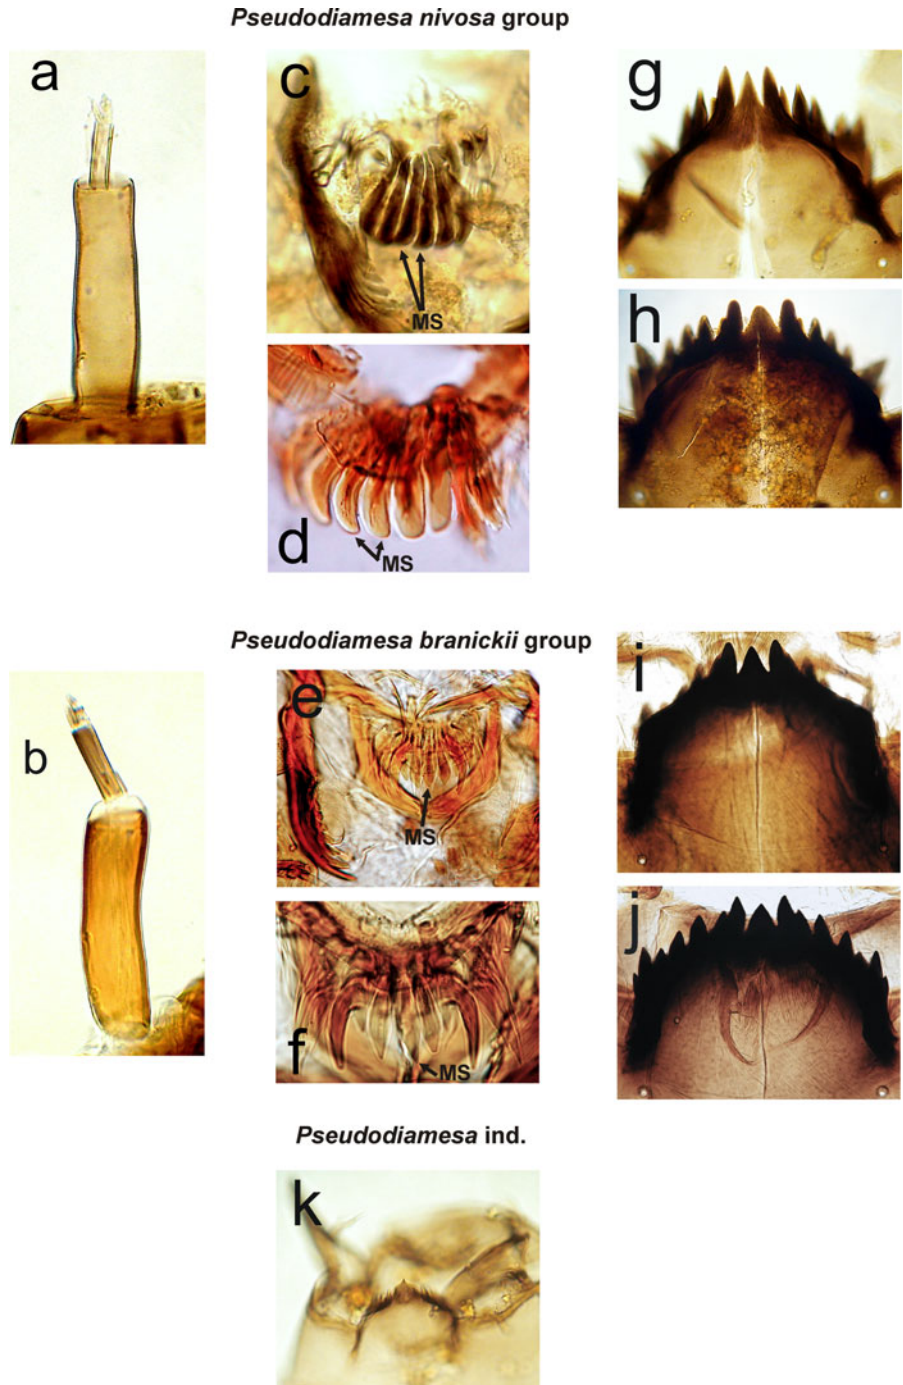 Pseudodiamesa nivosa group
a
c
MS
d
MS
g
h
Pseudodiamesa branickii group
b
e
MS
f
MS
i
j
Pseudodiamesa ind.
k